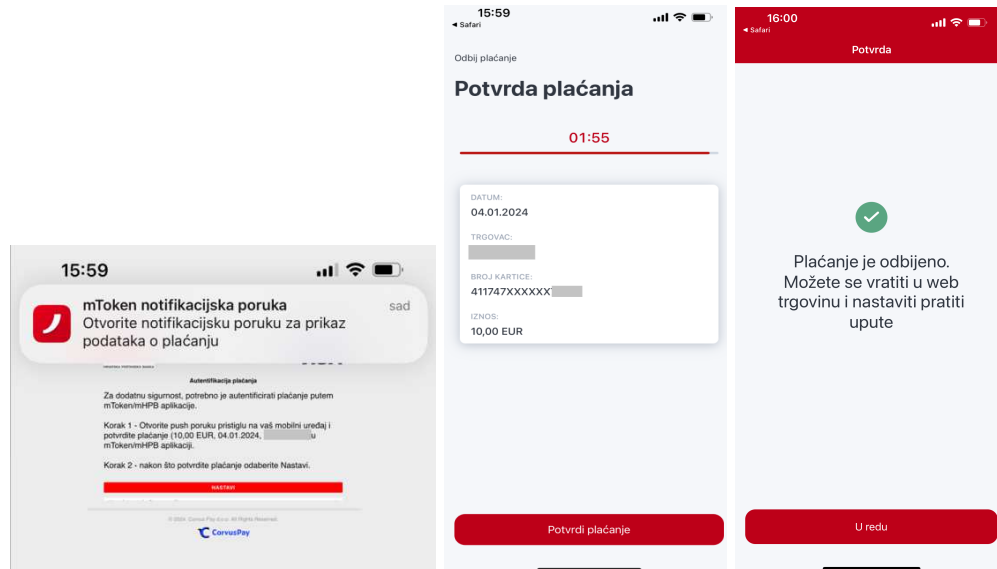 15:59
mToken notifikacijska poruka
sad
Otvorite notifikacijsku poruku za prikaz
podataka o plaćanju
Autentifikacija plaćanja
Za dodatnu sigurnost, potrebno je autentificirati plaćanje putem
mToken/mHPB aplikacije.
Korak 1 - Otvorite push poruku pristiglu na vaš mobilni uređaj i
potvrdite plaćanje (10,00 EUR, 04.01.2024, u
mToken/mHPB aplikaciji.
Korak 2 - nakon što potvrdite plaćanje odaberite Nastavi.
NASTAVI
CorvusPay
15:59
Safari
Odbij plaćanje
Potvrda plaćanja
01:55
DATUM:
04.01.2024
TRGOVAC:
BROJ KARTICE:
411747XXXXXX
IZNOS:
10,00 EUR
Potvrdi plaćanje
16:00
Safari
Potvrda
Plaćanje je odbijeno.
Možete se vratiti u web
trgovinu i nastaviti pratiti
upute
U redu